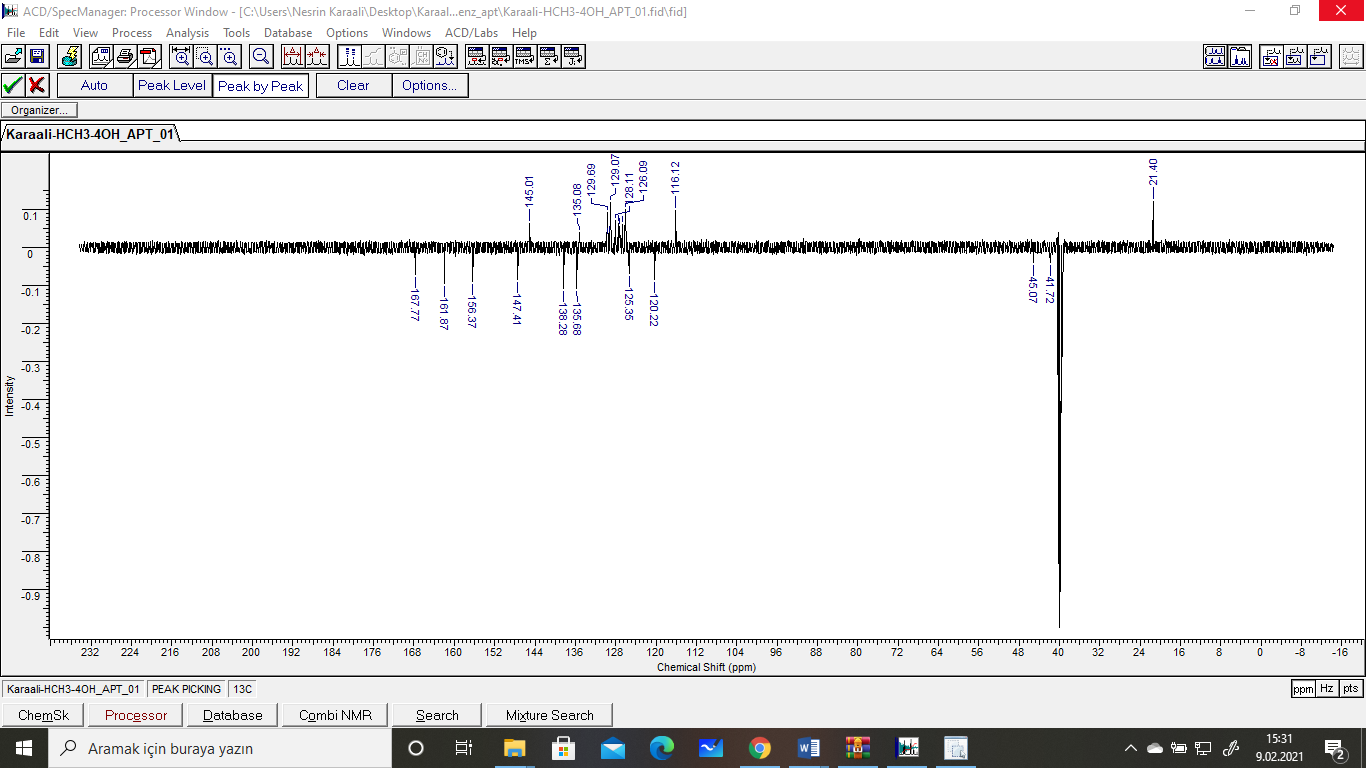 ACD/SpecManager: Processor Window - [C:\Users\Nesrin Karaali\Desktop\Karaal...enz_apt\Karaali-HCH3-4OH_APT_01.fid\fid]
File Edit View Process Analysis Tools Database Options Windows ACD/Labs Help
Auto Peak Level Peak by Peak Clear Options...
Organizer...
Karaali-HCH3-4OH_APT_01
145.01
135.08
129.69
129.07
128.11
126.09
116.12
21.40
167.77
161.87
156.37
147.41
138.28
135.68
125.35
120.22
45.07
41.72
0.1
0
-0.1
-0.2
-0.3
-0.4
-0.5
-0.6
-0.7
-0.8
-0.9
Intensity
232 224 216 208 200 192 184 176 168 160 152 144 136 128 120 112 104 96 88 80 72 64 56 48 40 32 24 16 8 0 -8 -16
Chemical Shift (ppm)
Karaali-HCH3-4OH_APT_01 PEAK PICKING 13C ppm Hz pts
ChemSk Processor Database Combi NMR Search Mixture Search
Aramak için buraya yazın
15:31
9.02.2021
2